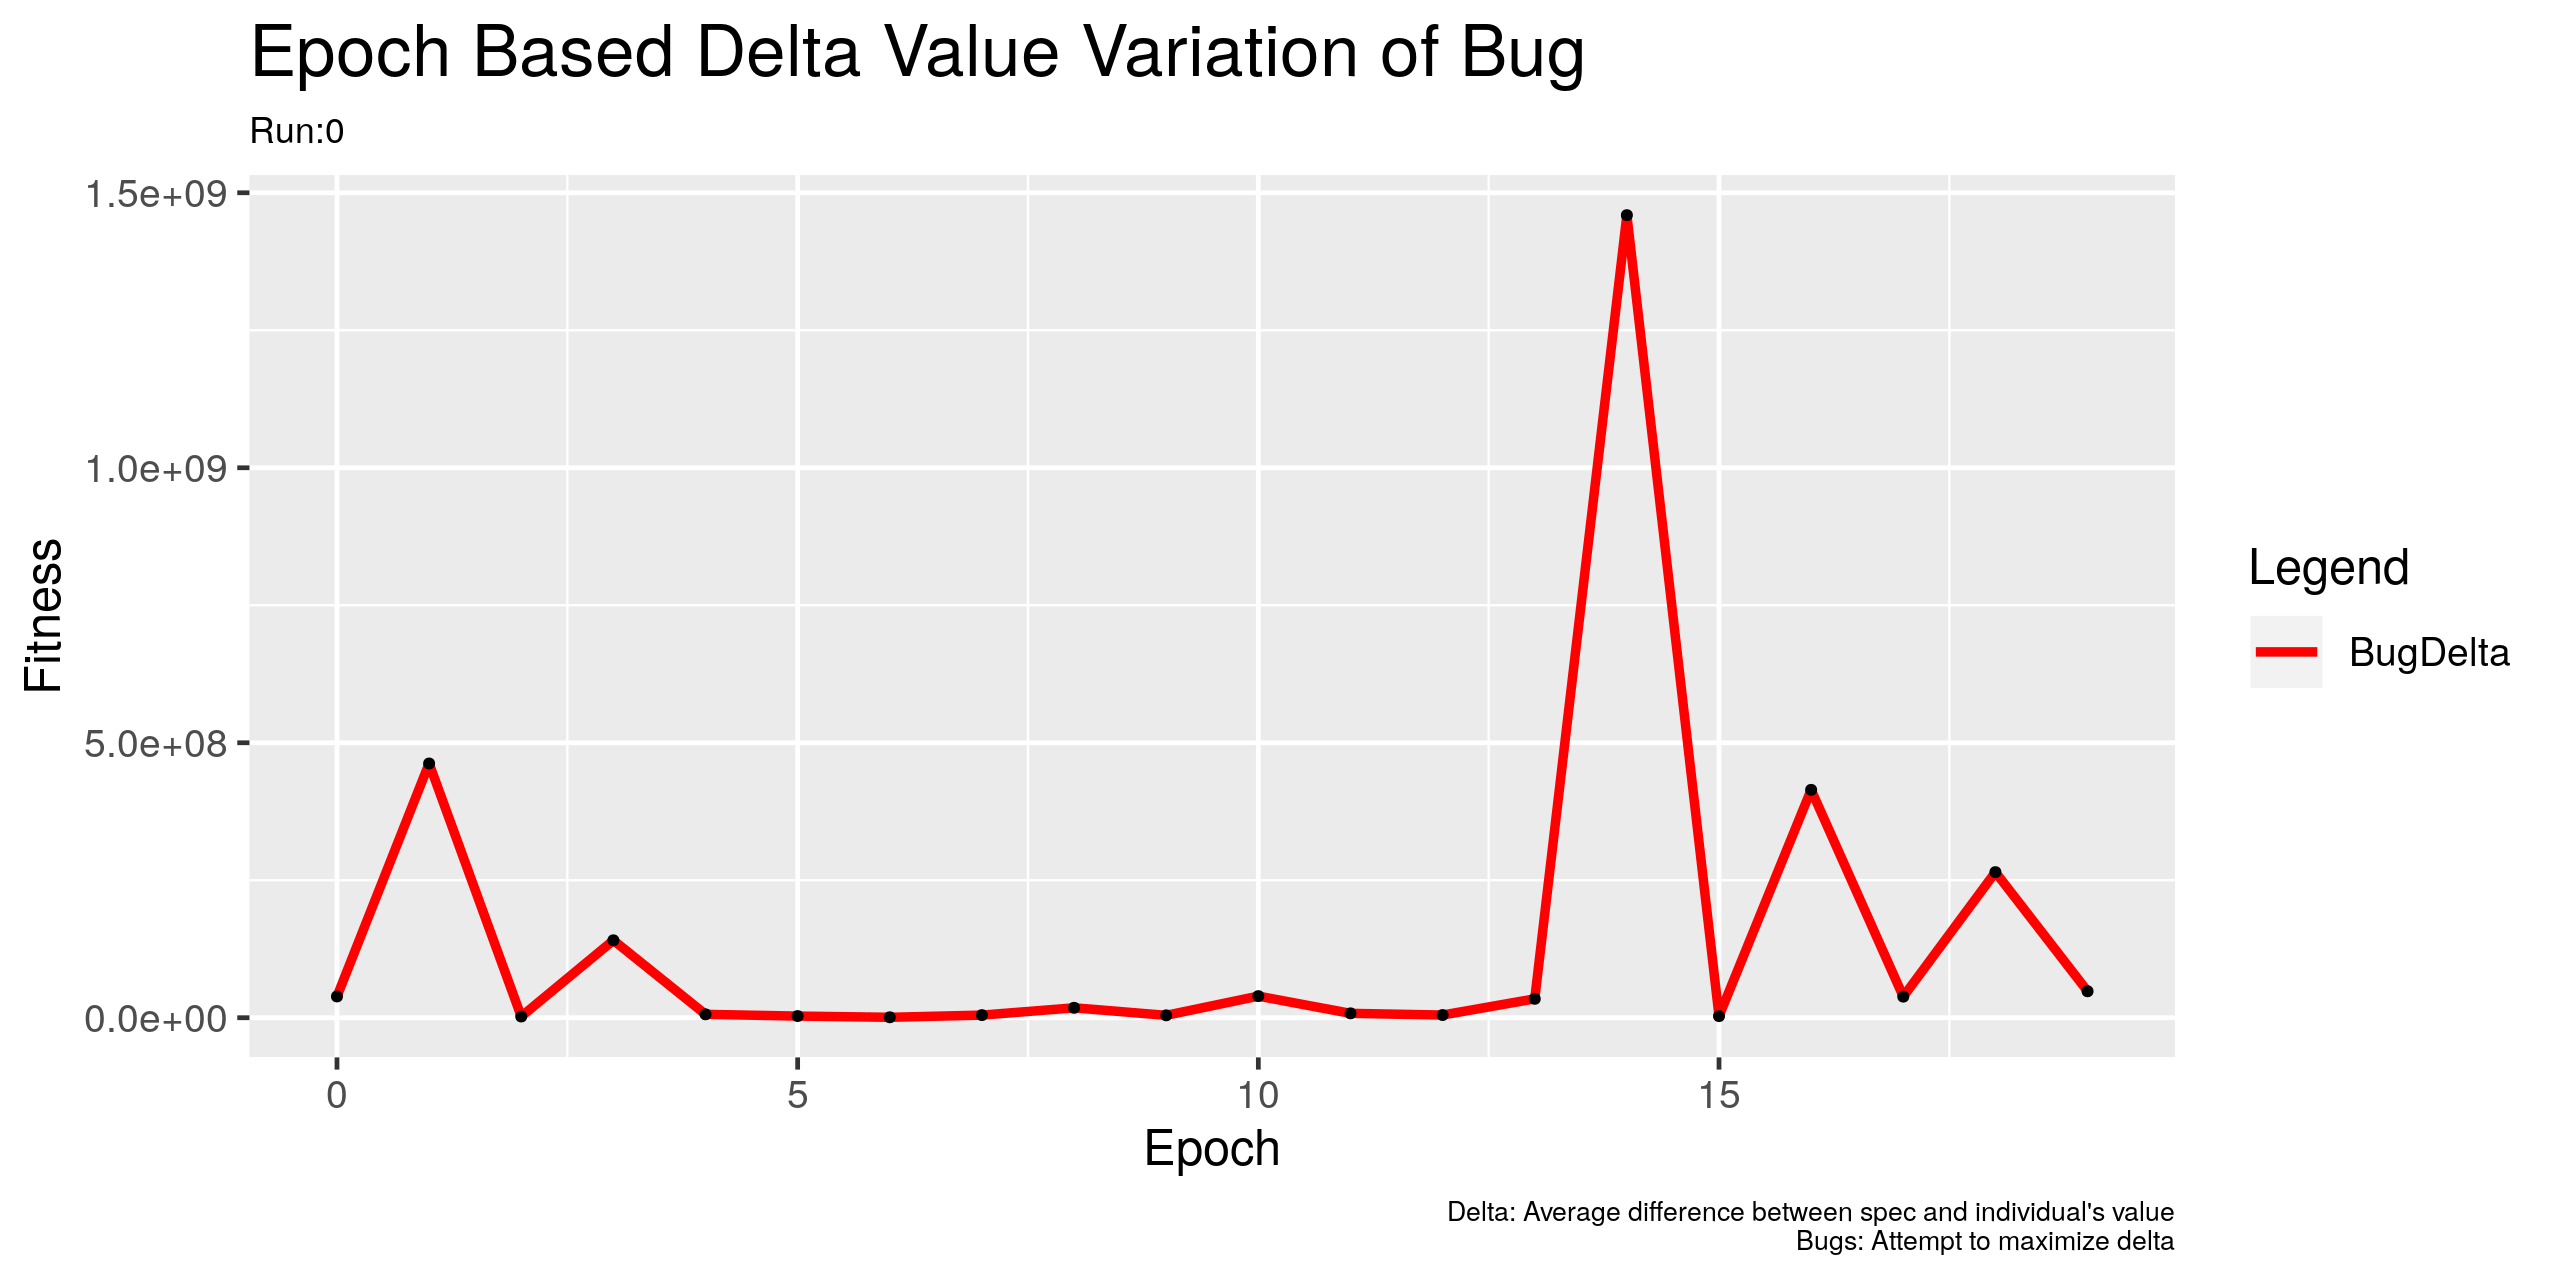 Epoch Based Delta Value Variation of Bug
Run:0
1.5e+09
1.0e+09
5.0e+08
0.0e+00
Fitness
0 5 10 15
Epoch
Legend
BugDelta
Delta: Average difference between spec and individual's value
Bugs: Attempt to maximize delta